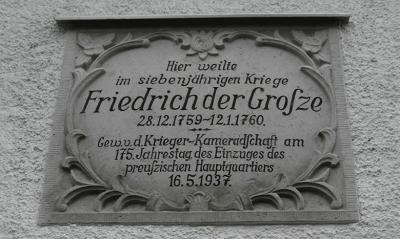 Hier weilte
im siebenjährigen Kriege
Friedrich der Große
28.12.1759-12.1.1760.
Gew.v.d.Krieger-Kameradschaft am
175.Jahrestag des Einzuges des
preußischen Hauptquartiers
16.5.1937.